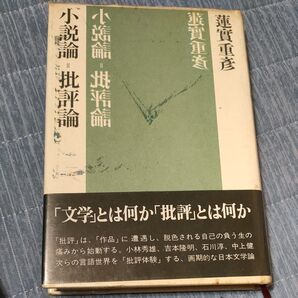 蓮實重彦
蓮實重彦
小説論＝批評論
小説論＝批評論
「文学」とは何か「批評」とは何か
「批評」は、「作品」に遭遇し、脱色される自己の負う生の
痛みから始動する。小林秀雄、吉本隆明、石川淳、中上健
次らの言語世界を「批評体験」する、画期的な日本文学論